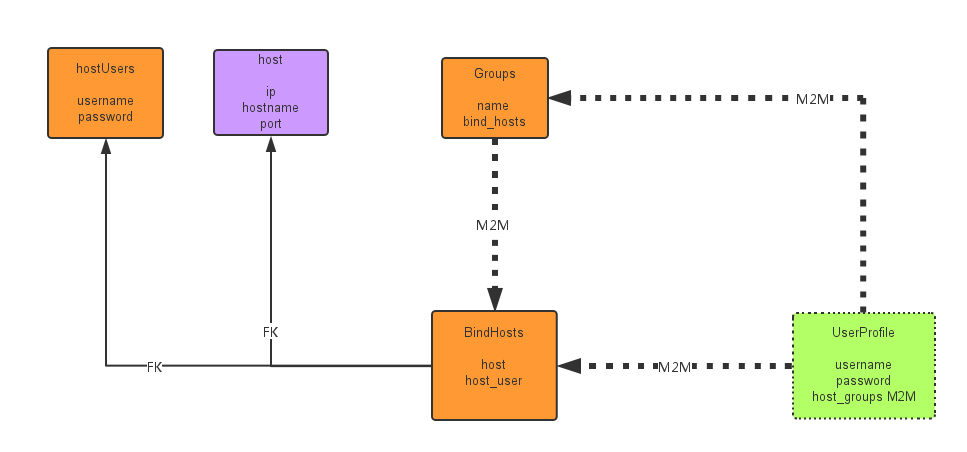 hostUsers
username
password
host
ip
hostname
port
Groups
name
bind_hosts
M2M
M2M
FK
FK
BindHosts
host
host_user
M2M
UserProfile
username
password
host_groups M2M